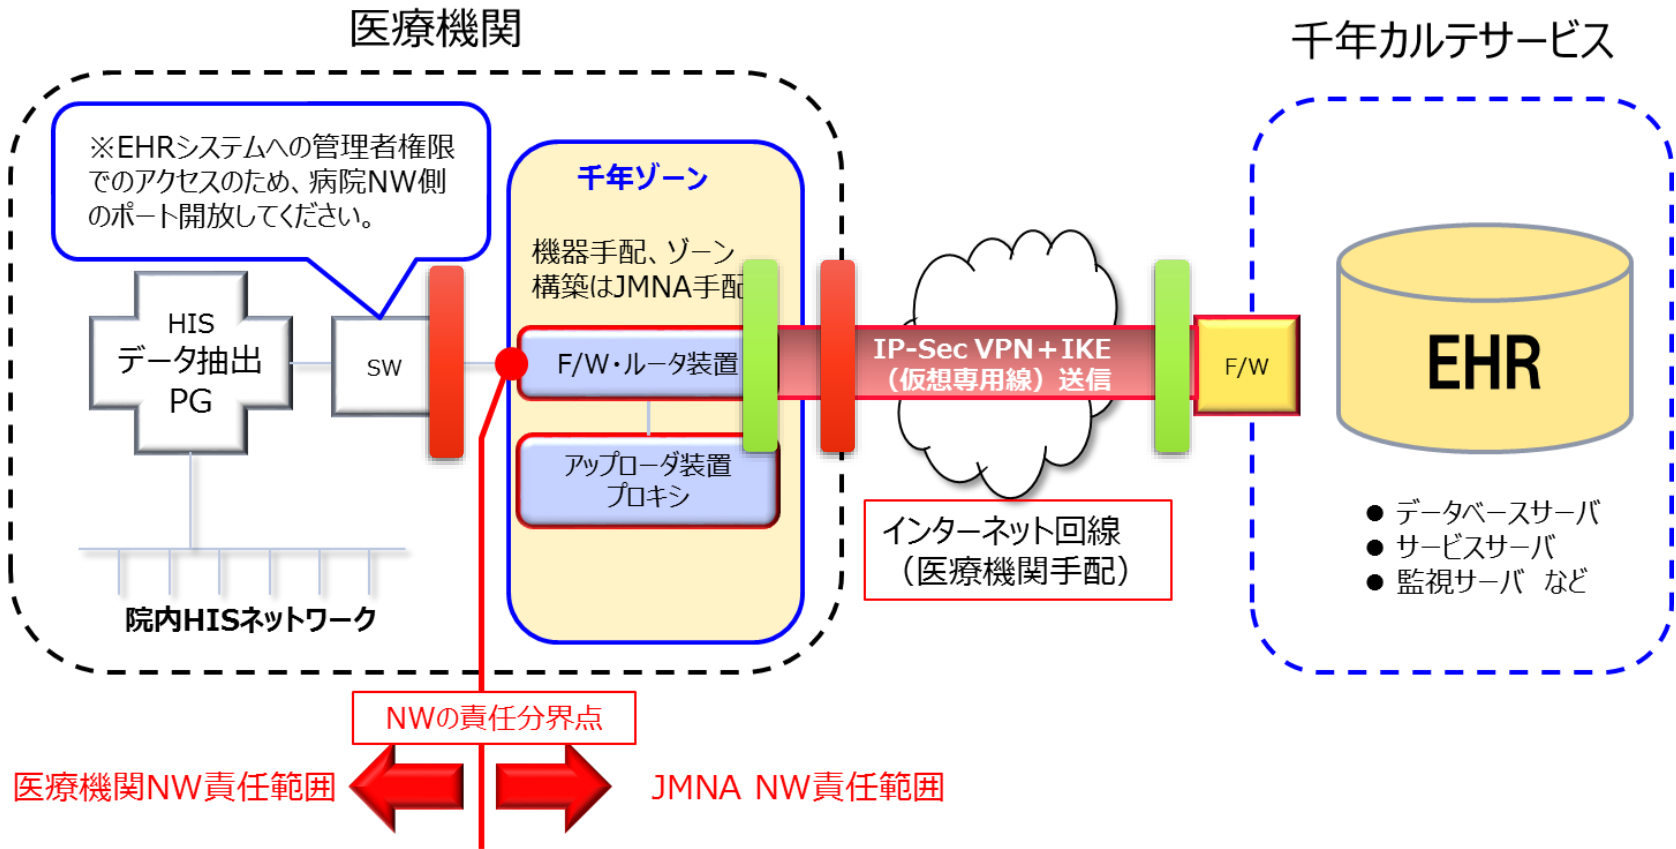 医療機関
千年カルテサービス
※EHRシステムへの管理者権限
でのアクセスのため、病院NW側
のポート開放してください。
千年ゾーン
機器手配、ゾーン
構築はJMNA手配
HIS
データ抽出
PG
SW
F/W・ルータ装置
アップローダ装置
プロキシ
IP-Sec VPN＋IKE
（仮想専用線）送信
F/W
EHR
インターネット回線
（医療機関手配）
● データベースサーバ
● サービスサーバ
● 監視サーバ など
院内HISネットワーク
NWの責任分界点
医療機関NW責任範囲
JMNA NW責任範囲